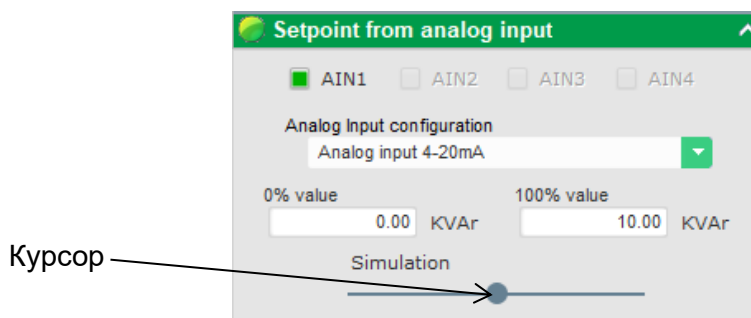 Setpoint from analog input
AIN1 AIN2 AIN3 AIN4
Analog Input configuration
Analog input 4-20mA
0% value 100% value
0.00 KVAr 10.00 KVAr
Курсор
Simulation